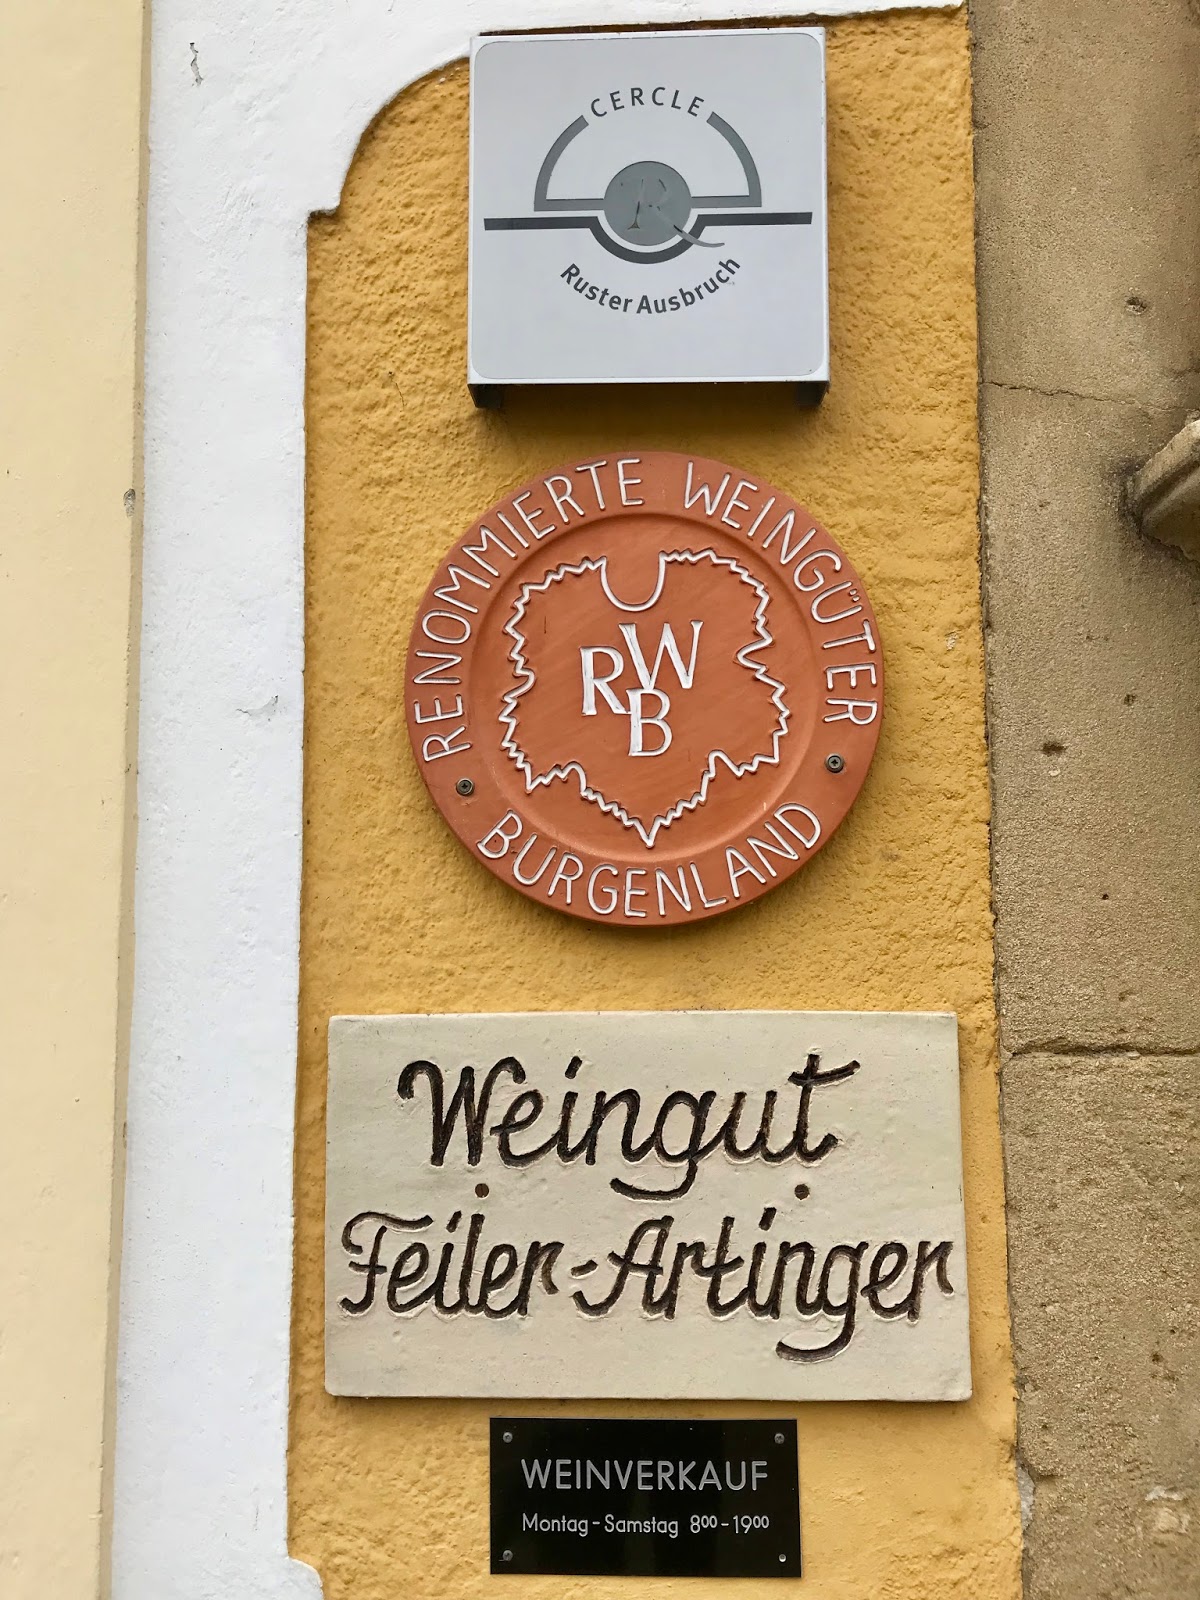 CERCLE
R
Ruster Ausbruch
RENOMMIERTE WEINGÜTER
RWB
BURGENLAND
Weingut
Feiler-Artinger
WEINVERKAUF
Montag-Samstag 8⁰⁰-19⁰⁰